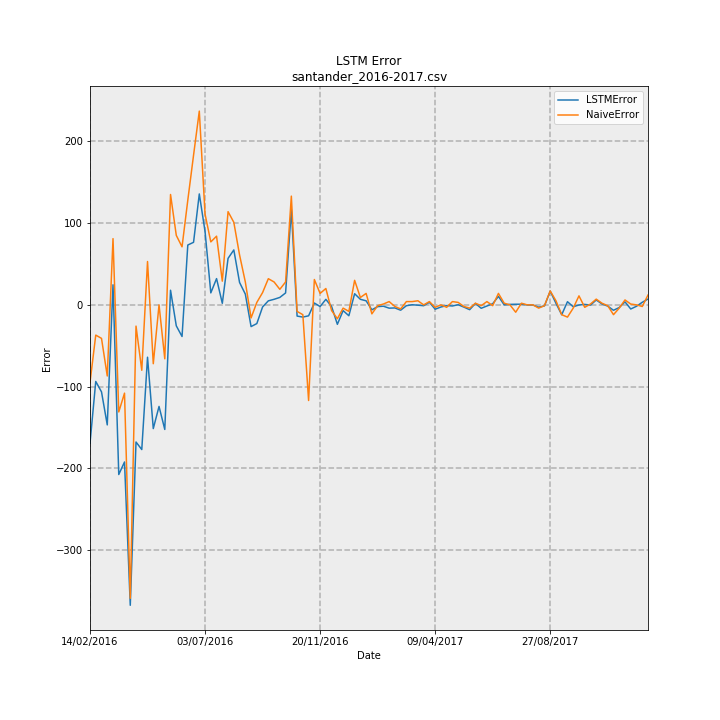 LSTM Error
santander_2016-2017.csv
LSTMError
NaiveError
200
100
0
−100
−200
−300
Error
14/02/2016
03/07/2016
20/11/2016
09/04/2017
27/08/2017
Date